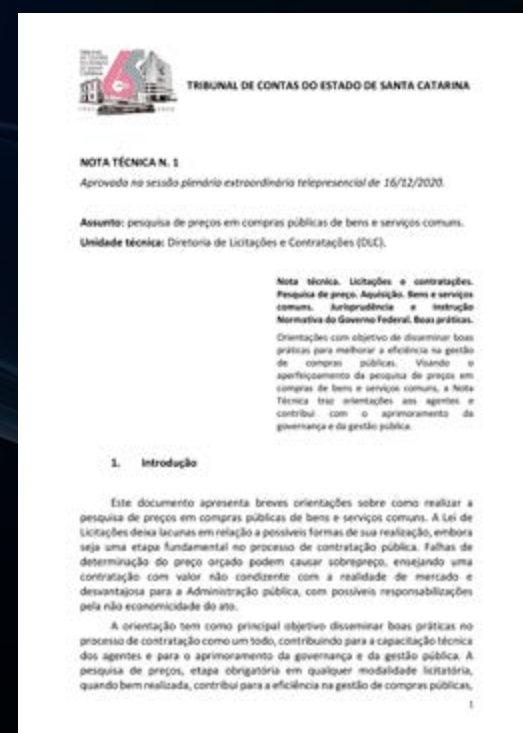 TRIBUNAL
DE CONTAS
DO ESTADO
DE SANTA
CATARINA
TRIBUNAL DE CONTAS DO ESTADO DE SANTA CATARINA
NOTA TÉCNICA N. 1
Aprovada na sessão plenária extraordinária telepresencial de 16/12/2020.
Assunto: pesquisa de preços em compras públicas de bens e serviços comuns.
Unidade técnica: Diretoria de Licitações e Contratações (DLC).
Nota técnica. Licitações e contratações.
Pesquisa de preço. Aquisição. Bens e serviços
comuns. Jurisprudência e Instrução
Normativa do Governo Federal. Boas práticas.
Orientações com objetivo de disseminar boas
práticas para melhorar a eficiência na gestão
de compras públicas. Visando o
aperfeiçoamento da pesquisa de preços em
compras de bens e serviços comuns, a Nota
Técnica traz orientações aos agentes e
contribui com o aprimoramento da
governança e da gestão pública.
1. Introdução
Este documento apresenta breves orientações sobre como realizar a
pesquisa de preços em compras públicas de bens e serviços comuns. A Lei de
Licitações deixa lacunas em relação a possíveis formas de sua realização, embora
seja uma etapa fundamental no processo de contratação pública. Falhas de
determinação do preço orçado podem causar sobrepreço, ensejando uma
contratação com valor não condizente com a realidade de mercado e
desvantajosa para a Administração pública, com possíveis responsabilizações
pela não economicidade do ato.
A orientação tem como principal objetivo disseminar boas práticas no
processo de contratação como um todo, contribuindo para a capacitação técnica
dos agentes e para o aprimoramento da governança e da gestão pública. A
pesquisa de preços, etapa obrigatória em qualquer modalidade licitatória,
quando bem realizada, contribui para a eficiência na gestão de compras públicas,
1